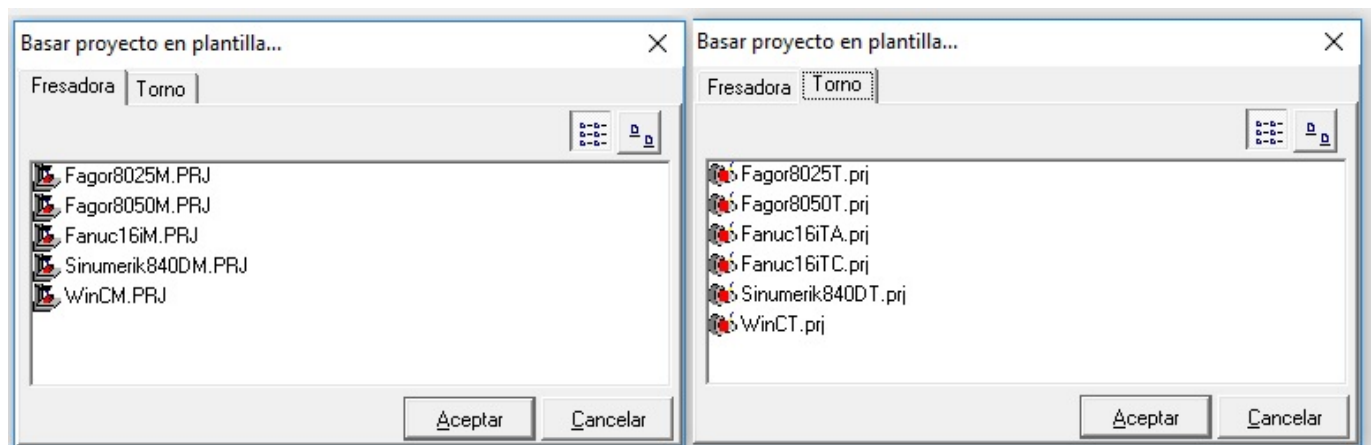 Basar proyecto en plantilla...
Fresadora
Torno
Fagor8025M.PRJ
Fagor8050M.PRJ
Fanuc16iM.PRJ
Sinumerik840DM.PRJ
WinCM.PRJ
Aceptar
Cancelar
Basar proyecto en plantilla...
Fresadora
Torno
Fagor8025T.prj
Fagor8050T.prj
Fanuc16iTA.prj
Fanuc16iTC.prj
Sinumerik840DT.prj
WinCT.prj
Aceptar
Cancelar